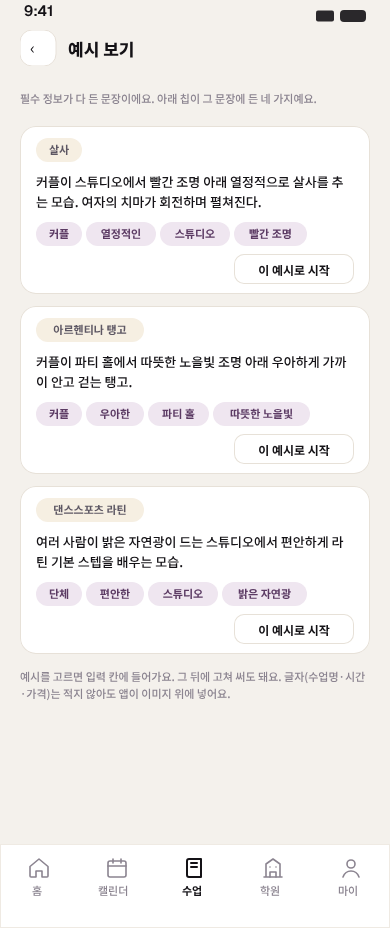 9:41
‹
예시 보기
필수 정보가 다 든 문장이에요. 아래 칩이 그 문장에 든 네 가지예요.
살사
커플이 스튜디오에서 빨간 조명 아래 열정적으로 살사를 추
는 모습. 여자의 치마가 회전하며 펼쳐진다.
커플 열정적인 스튜디오 빨간 조명
이 예시로 시작
아르헨티나 탱고
커플이 파티 홀에서 따뜻한 노을빛 조명 아래 우아하게 가까
이 안고 걷는 탱고.
커플 우아한 파티 홀 따뜻한 노을빛
이 예시로 시작
댄스스포츠 라틴
여러 사람이 밝은 자연광이 드는 스튜디오에서 편안하게 라
틴 기본 스텝을 배우는 모습.
단체 편안한 스튜디오 밝은 자연광
이 예시로 시작
예시를 고르면 입력 칸에 들어가요. 그 뒤에 고쳐 써도 돼요. 글자(수업명·시간
·가격)는 적지 않아도 앱이 이미지 위에 넣어요.
홈 캘린더 수업 학원 마이